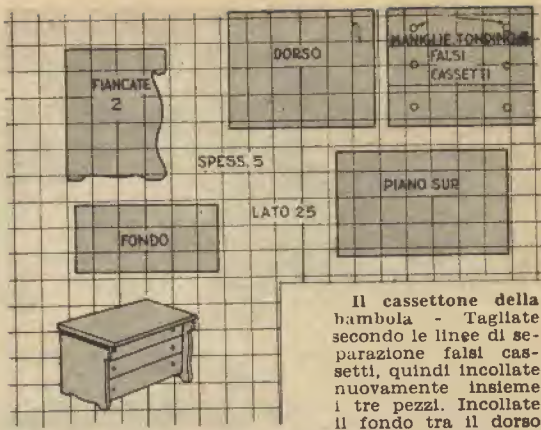 DORSO
MANIGLIE TONDINO
FALSI
CASSETTI
FIANCATE
2
SPESS. 5
PIANO SUR
LATO 25
FONDO
Il cassettone della
bambola - Tagliate
secondo le linee di se-
parazione falsi cas-
setti, quindi incollate
nuovamente insieme
i tre pezzi. Incollate
il fondo tra il dorso